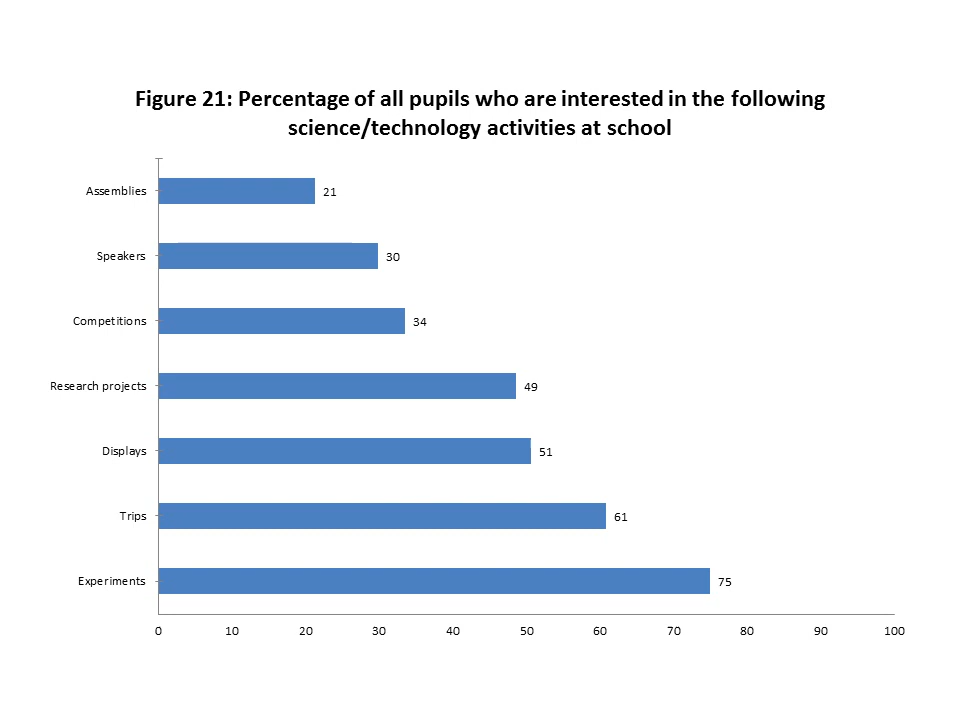 Figure 21: Percentage of all pupils who are interested in the following
science/technology activities at school
Assemblies 21
Speakers 30
Competitions 34
Research projects 49
Displays 51
Trips 61
Experiments 75
0 10 20 30 40 50 60 70 80 90 100